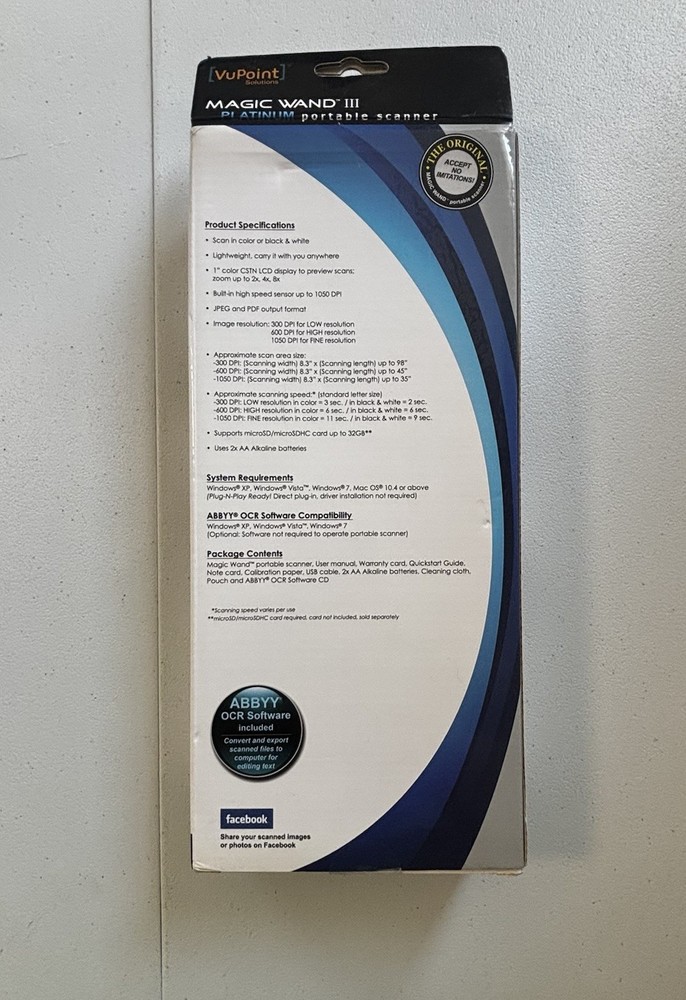 [VuPoint]™
Solutions
MAGIC WAND™ III
PLATINUM portable scanner
THE ORIGINAL
ACCEPT
NO
IMITATIONS!
MAGIC WAND™ portable scanner
Product Specifications
• Scan in color or black & white
• Lightweight, carry it with you anywhere
• 1" color CSTN LCD display to preview scans;
zoom up to 2x, 4x, 8x
• Built-in high speed sensor up to 1050 DPI
• JPEG and PDF output format
• Image resolution: 300 DPI for LOW resolution
600 DPI for HIGH resolution
1050 DPI for FINE resolution
• Approximate scan area size:
-300 DPI: (Scanning width) 8.3" x (Scanning length) up to 98"
-600 DPI: (Scanning width) 8.3" x (Scanning length) up to 45"
-1050 DPI: (Scanning width) 8.3" x (Scanning length) up to 35"
• Approximate scanning speed:* (standard letter size)
-300 DPI: LOW resolution in color = 3 sec. / in black & white = 2 sec.
-600 DPI: HIGH resolution in color = 6 sec. / in black & white = 6 sec.
-1050 DPI: FINE resolution in color = 11 sec. / in black & white = 9 sec.
• Supports microSD/microSDHC card up to 32GB**
• Uses 2x AA Alkaline batteries
System Requirements
Windows® XP, Windows® Vista™, Windows® 7, Mac OS® 10.4 or above
(Plug-N-Play Ready! Direct plug-in, driver installation not required)
ABBYY® OCR Software Compatibility
Windows® XP, Windows® Vista™, Windows® 7
(Optional: Software not required to operate portable scanner)
Package Contents
Magic Wand™ portable scanner, User manual, Warranty card, Quickstart Guide,
Note card, Calibration paper, USB cable, 2x AA Alkaline batteries, Cleaning cloth,
Pouch and ABBYY® OCR Software CD
*Scanning speed varies per use
**microSD/microSDHC card required, card not included, sold separately
ABBYY®
OCR Software
included
Convert and export
scanned files to
computer for
editing text
facebook
Share your scanned images
or photos on Facebook